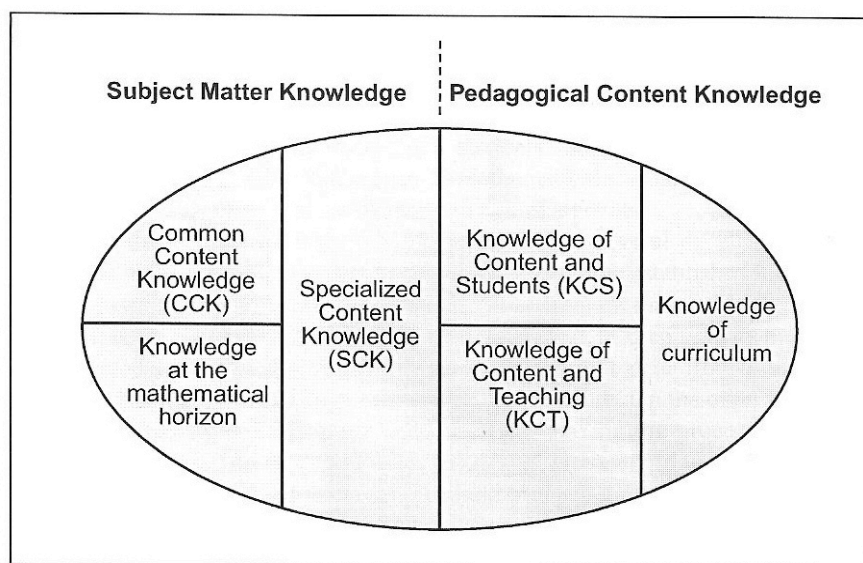 Subject Matter Knowledge
Pedagogical Content Knowledge
Common
Content
Knowledge
(CCK)
Knowledge
at the
mathematical
horizon
Specialized
Content
Knowledge
(SCK)
Knowledge of
Content and
Students (KCS)
Knowledge of
Content and
Teaching
(KCT)
Knowledge
of
curriculum